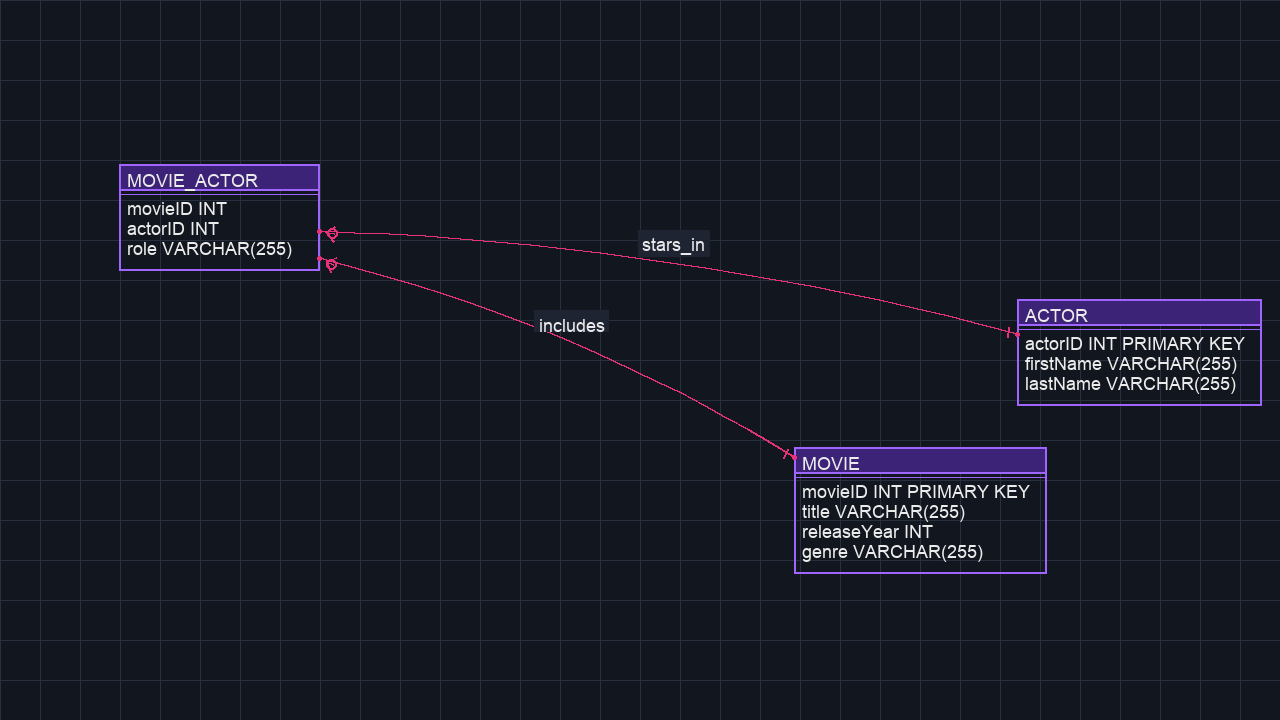 MOVIE_ACTOR
movieID INT
actorID INT
role VARCHAR(255)
stars_in
includes
ACTOR
actorID INT PRIMARY KEY
firstName VARCHAR(255)
lastName VARCHAR(255)
MOVIE
movieID INT PRIMARY KEY
title VARCHAR(255)
releaseYear INT
genre VARCHAR(255)